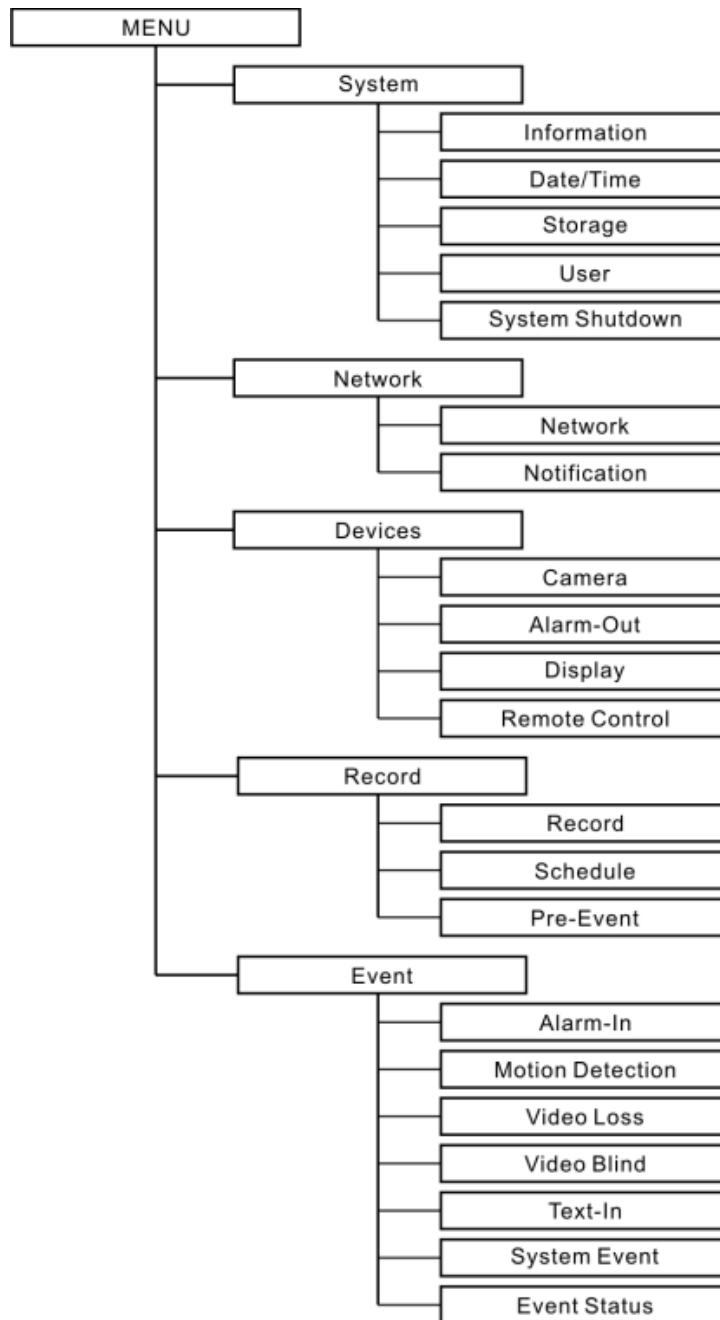 MENU
System
Information
Date/Time
Storage
User
System Shutdown
Network
Network
Notification
Devices
Camera
Alarm-Out
Display
Remote Control
Record
Record
Schedule
Pre-Event
Event
Alarm-In
Motion Detection
Video Loss
Video Blind
Text-In
System Event
Event Status